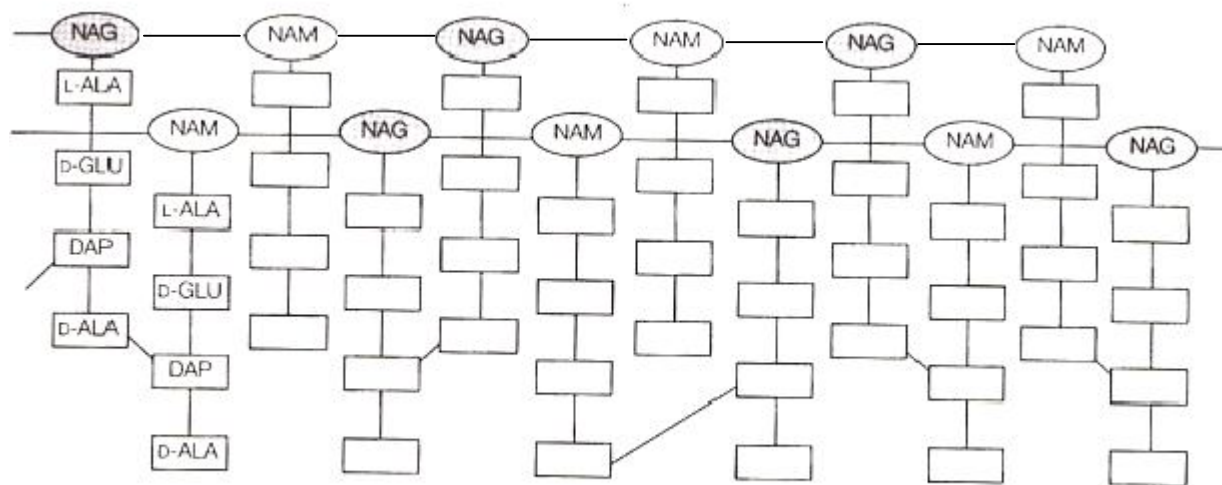 NAG NAM NAG NAM NAG NAM
L-ALA
NAM NAG NAM NAG NAM NAG
D-GLU
L-ALA
DAP
D-GLU
D-ALA
DAP
D-ALA